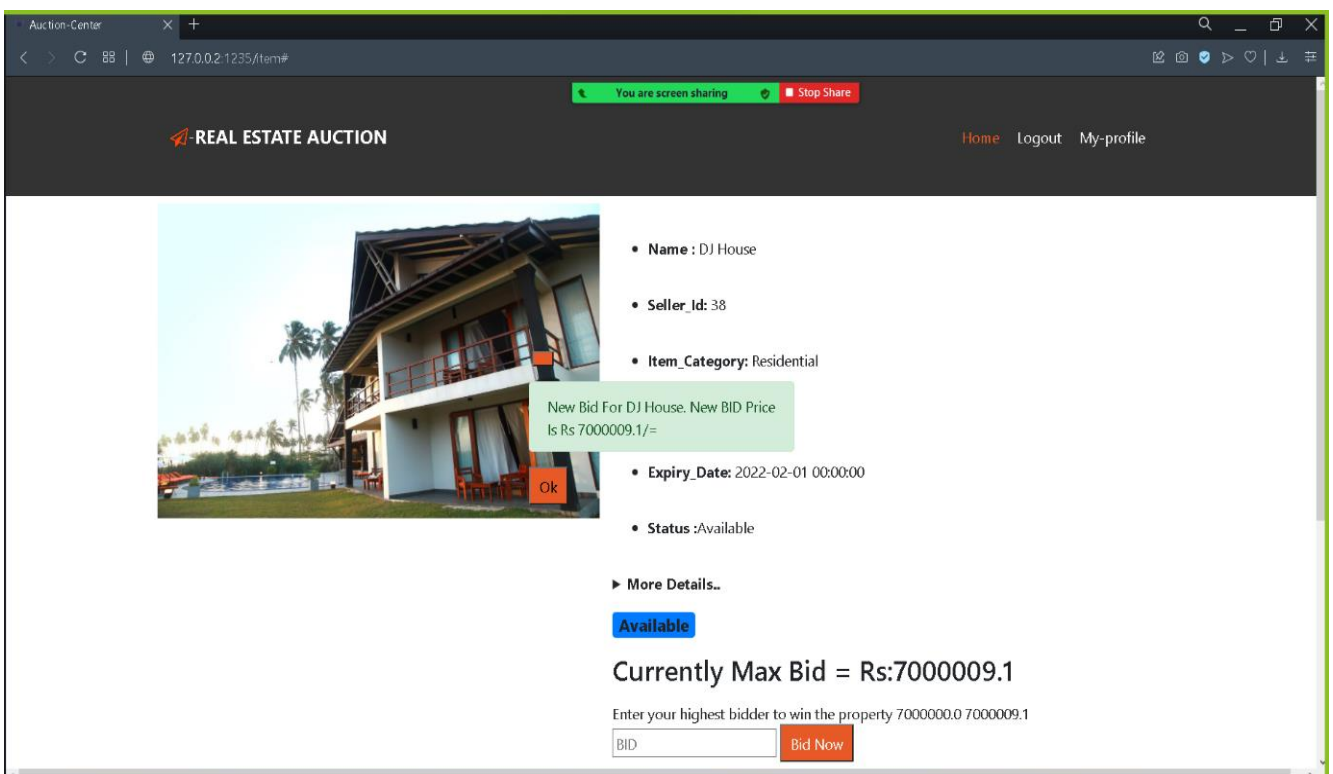 Auction-Center
127.0.0.2:1235/item#
You are screen sharing Stop Share
-REAL ESTATE AUCTION
Home Logout My-profile
Name : DJ House
Seller_Id: 38
Item_Category: Residential
New Bid For DJ House. New BID Price
Is Rs 7000009.1/=
Expiry_Date: 2022-02-01 00:00:00
Ok
Status :Available
More Details..
Available
Currently Max Bid = Rs:7000009.1
Enter your highest bidder to win the property 7000000.0 7000009.1
BID Bid Now